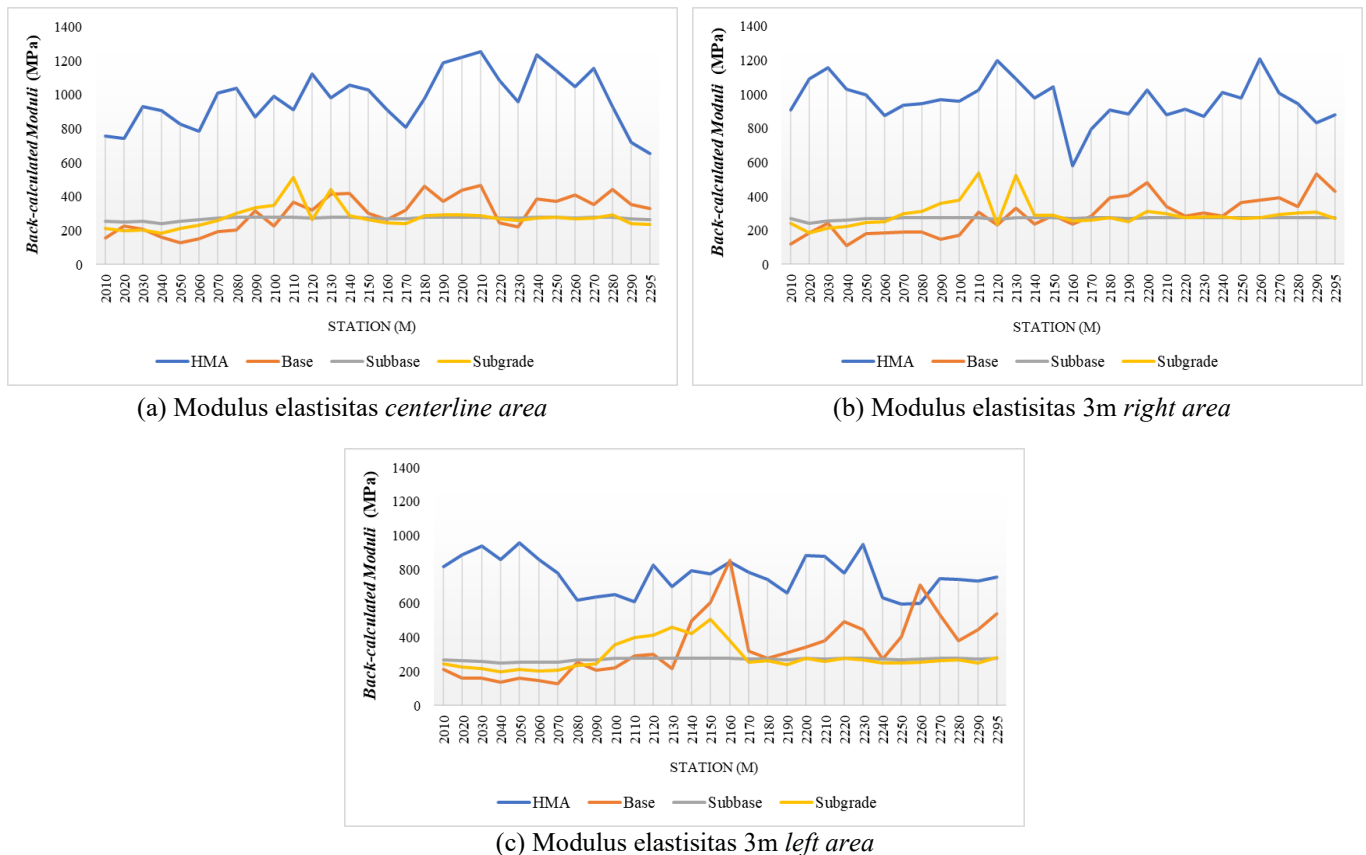 Back-calculated Moduli (MPa)
1400
1200
1000
800
600
400
200
0
2010 2020 2030 2040 2050 2060 2070 2080 2090 2100 2110 2120 2130 2140 2150 2160 2170 2180 2190 2200 2210 2220 2230 2240 2250 2260 2270 2280 2290 2295
STATION (M)
HMA Base Subbase Subgrade
(a) Modulus elastisitas centerline area
Back-calculated Moduli (MPa)
1400
1200
1000
800
600
400
200
0
2010 2020 2030 2040 2050 2060 2070 2080 2090 2100 2110 2120 2130 2140 2150 2160 2170 2180 2190 2200 2210 2220 2230 2240 2250 2260 2270 2280 2290 2295
STATION (M)
HMA Base Subbase Subgrade
(b) Modulus elastisitas 3m right area
Back-calculated Moduli (MPa)
1400
1200
1000
800
600
400
200
0
2010 2020 2030 2040 2050 2060 2070 2080 2090 2100 2110 2120 2130 2140 2150 2160 2170 2180 2190 2200 2210 2220 2230 2240 2250 2260 2270 2280 2290 2295
STATION (M)
HMA Base Subbase Subgrade
(c) Modulus elastisitas 3m left area